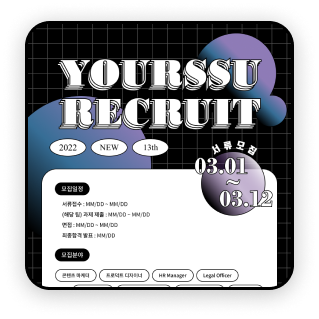 YOURSSU
RECRUIT
2022 NEW 13th
서류모집
03.01
~
03.12
모집일정
서류접수 : MM/DD ~ MM/DD
(해당 팀) 과제 제출 : MM/DD ~ MM/DD
면접 : MM/DD ~ MM/DD
최종합격 발표 : MM/DD
모집분야
콘텐츠 마케터 프로덕트 디자이너 HR Manager Legal Officer